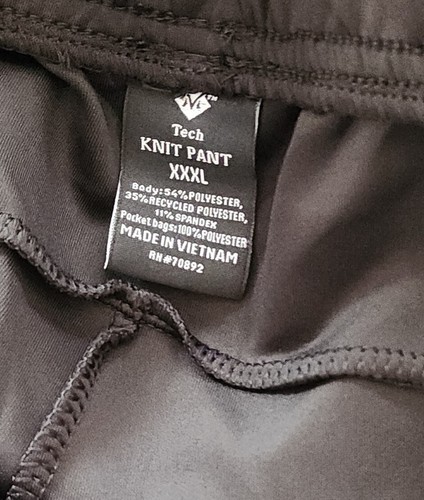 ™
Tech
KNIT PANT
XXXL
Body:54%POLYESTER,
35%RECYCLED POLYESTER,
11% SPANDEX
Pocket bags:100%POLYESTER
MADE IN VIETNAM
RN#70892